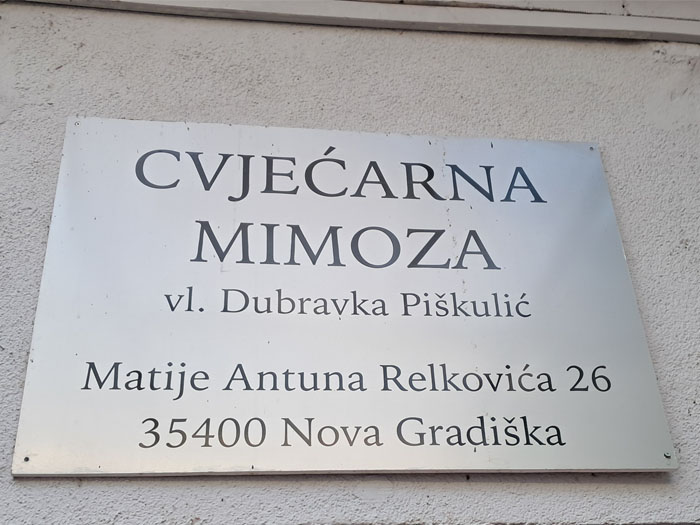 CVJEĆARNA
MIMOZA
vl. Dubravka Piškulić
Matije Antuna Relkovića 26
35400 Nova Gradiška